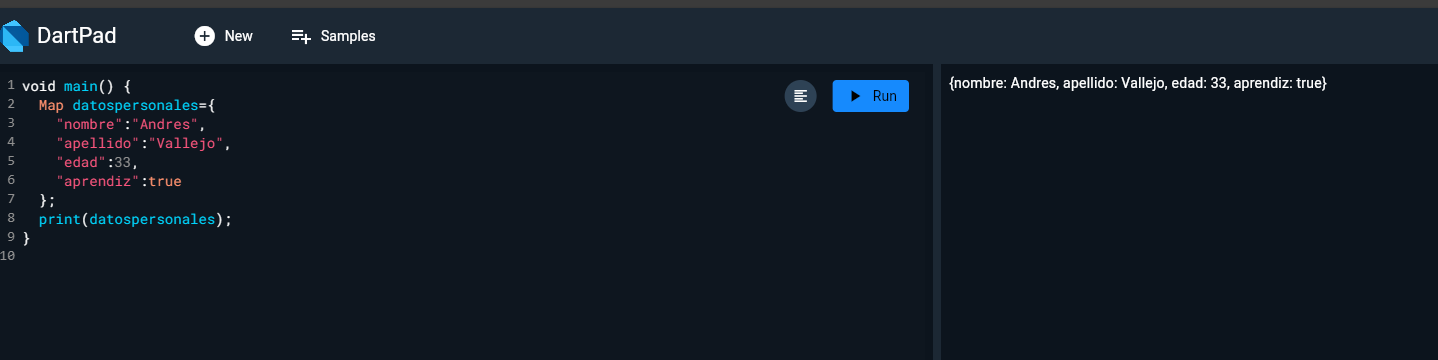 DartPad
New
Samples
1 void main() {
2   Map datospersonales={
3     "nombre":"Andres",
4     "apellido":"Vallejo",
5     "edad":33,
6     "aprendiz":true
7   };
8   print(datospersonales);
9 }
10
Run
{nombre: Andres, apellido: Vallejo, edad: 33, aprendiz: true}